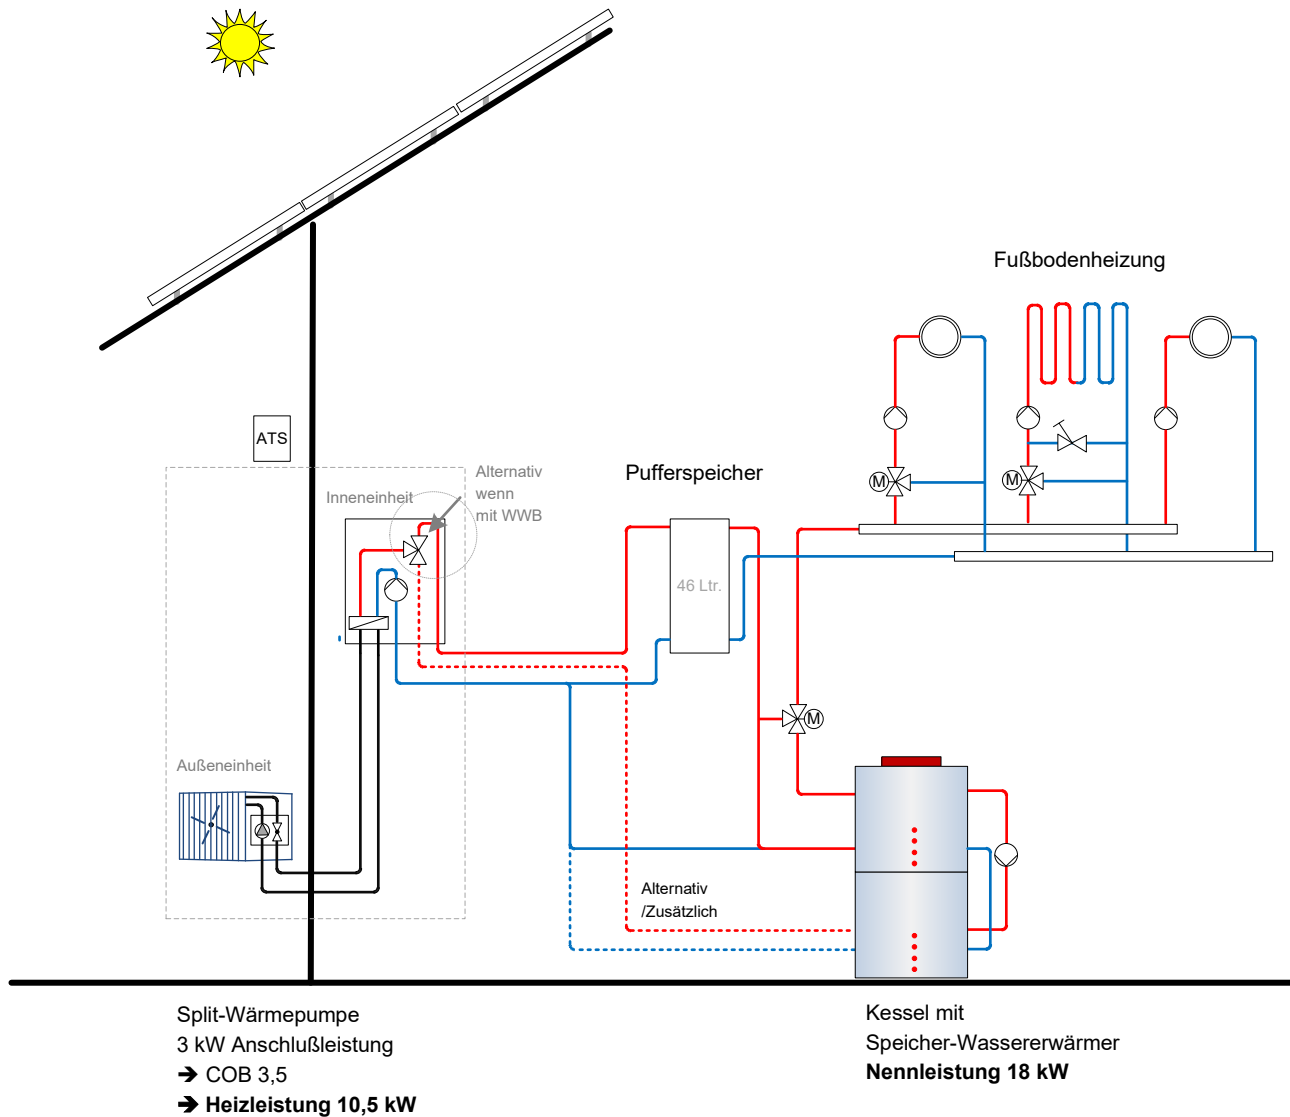 Fußbodenheizung
ATS
Alternativ
wenn
mit WWB
Inneneinheit
Pufferspeicher
M
M
46 Ltr.
M
Außeneinheit
Alternativ
/Zusätzlich
Split-Wärmepumpe
3 kW Anschlußleistung
➔ COB 3,5
➔ Heizleistung 10,5 kW
Kessel mit
Speicher-Wassererwärmer
Nennleistung 18 kW